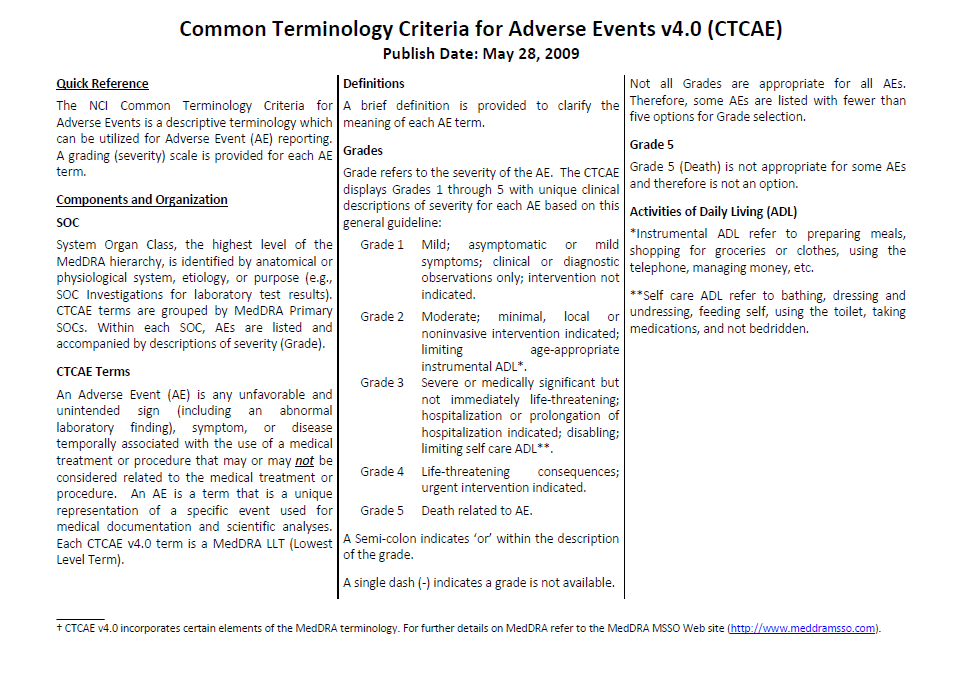 Common Terminology Criteria for Adverse Events v4.0 (CTCAE)
Publish Date: May 28, 2009
Quick Reference
The NCI Common Terminology Criteria for
Adverse Events is a descriptive terminology which
can be utilized for Adverse Event (AE) reporting.
A grading (severity) scale is provided for each AE
term.
Components and Organization
SOC
System Organ Class, the highest level of the
MedDRA hierarchy, is identified by anatomical or
physiological system, etiology, or purpose (e.g.,
SOC Investigations for laboratory test results).
CTCAE terms are grouped by MedDRA Primary
SOCs. Within each SOC, AEs are listed and
accompanied by descriptions of severity (Grade).
CTCAE Terms
An Adverse Event (AE) is any unfavorable and
unintended sign (including an abnormal
laboratory finding), symptom, or disease
temporally associated with the use of a medical
treatment or procedure that may or may not be
considered related to the medical treatment or
procedure. An AE is a term that is a unique
representation of a specific event used for
medical documentation and scientific analyses.
Each CTCAE v4.0 term is a MedDRA LLT (Lowest
Level Term).
Definitions
A brief definition is provided to clarify the
meaning of each AE term.
Grades
Grade refers to the severity of the AE. The CTCAE
displays Grades 1 through 5 with unique clinical
descriptions of severity for each AE based on this
general guideline:
Grade 1 Mild; asymptomatic or mild
symptoms; clinical or diagnostic
observations only; intervention not
indicated.
Grade 2 Moderate; minimal, local or
noninvasive intervention indicated;
limiting age-appropriate
instrumental ADL*.
Grade 3 Severe or medically significant but
not immediately life-threatening;
hospitalization or prolongation of
hospitalization indicated; disabling;
limiting self care ADL**.
Grade 4 Life-threatening consequences;
urgent intervention indicated.
Grade 5 Death related to AE.
A Semi-colon indicates ‘or’ within the description
of the grade.
A single dash (-) indicates a grade is not available.
Not all Grades are appropriate for all AEs.
Therefore, some AEs are listed with fewer than
five options for Grade selection.
Grade 5
Grade 5 (Death) is not appropriate for some AEs
and therefore is not an option.
Activities of Daily Living (ADL)
*Instrumental ADL refer to preparing meals,
shopping for groceries or clothes, using the
telephone, managing money, etc.
**Self care ADL refer to bathing, dressing and
undressing, feeding self, using the toilet, taking
medications, and not bedridden.
† CTCAE v4.0 incorporates certain elements of the MedDRA terminology. For further details on MedDRA refer to the MedDRA MSSO Web site (http://www.meddramsso.com).